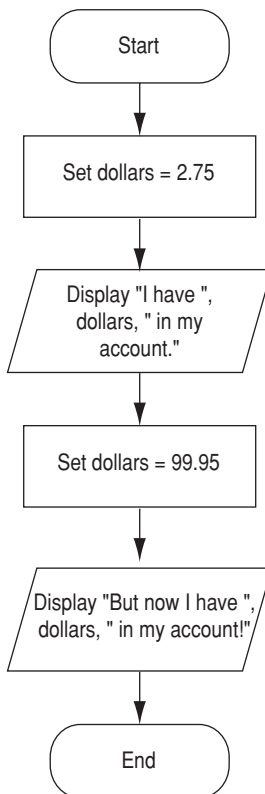 Start
Set dollars = 2.75
Display "I have ",
dollars, " in my
account."
Set dollars = 99.95
Display "But now I have ",
dollars, " in my account!"
End